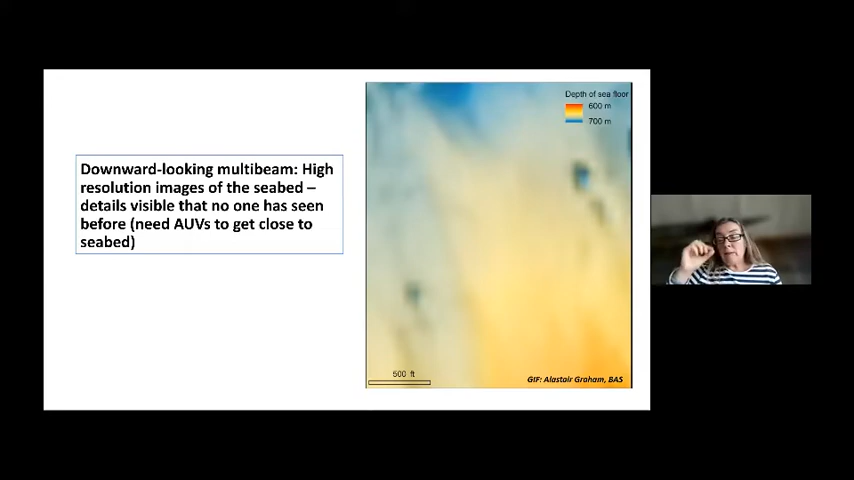 Downward-looking multibeam: High
resolution images of the seabed –
details visible that no one has seen
before (need AUVs to get close to
seabed)
Depth of sea floor
600 m
700 m
500 ft
GIF: Alastair Graham, BAS